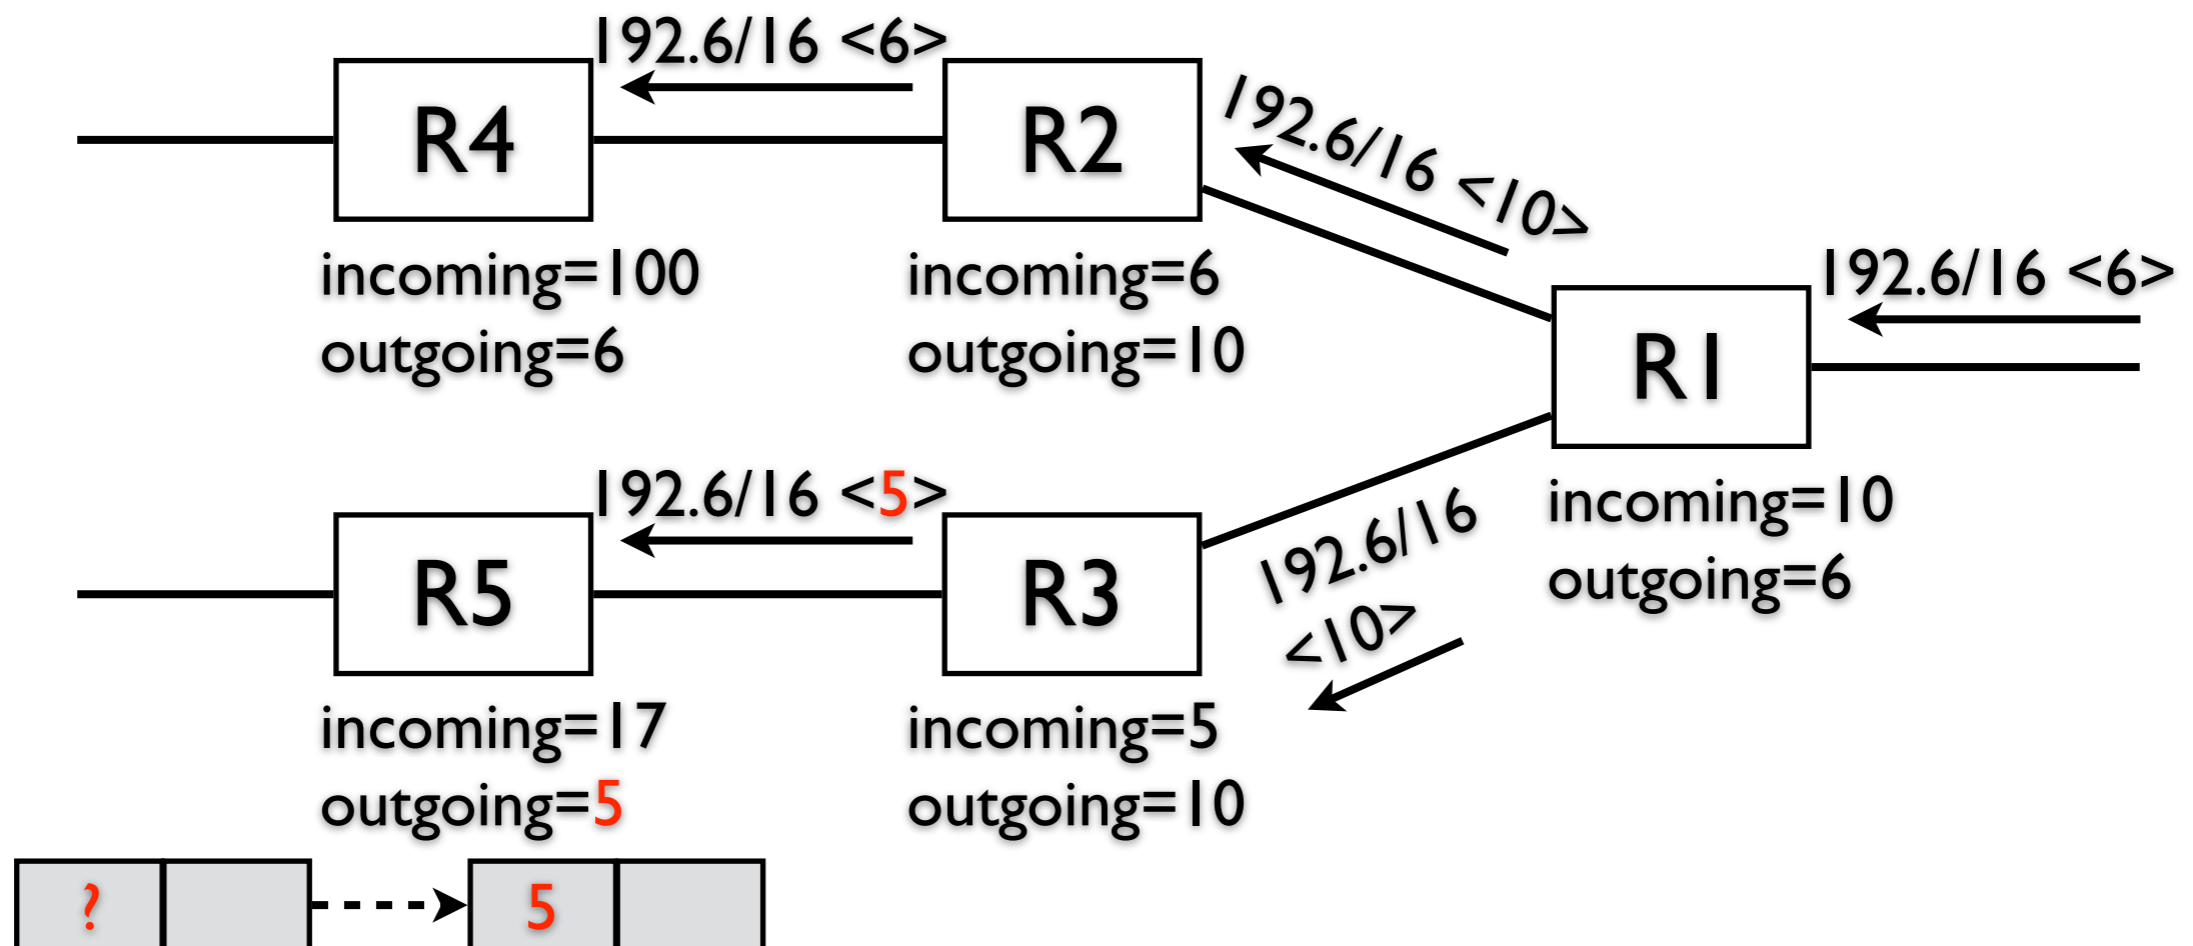 192.6/16 <6>
R4
R2
192.6/16 <10>
incoming=100
outgoing=6
incoming=6
outgoing=10
192.6/16 <6>
R1
incoming=10
outgoing=6
192.6/16 <5>
R5
R3
192.6/16
<10>
incoming=17
outgoing=5
incoming=5
outgoing=10
?
5